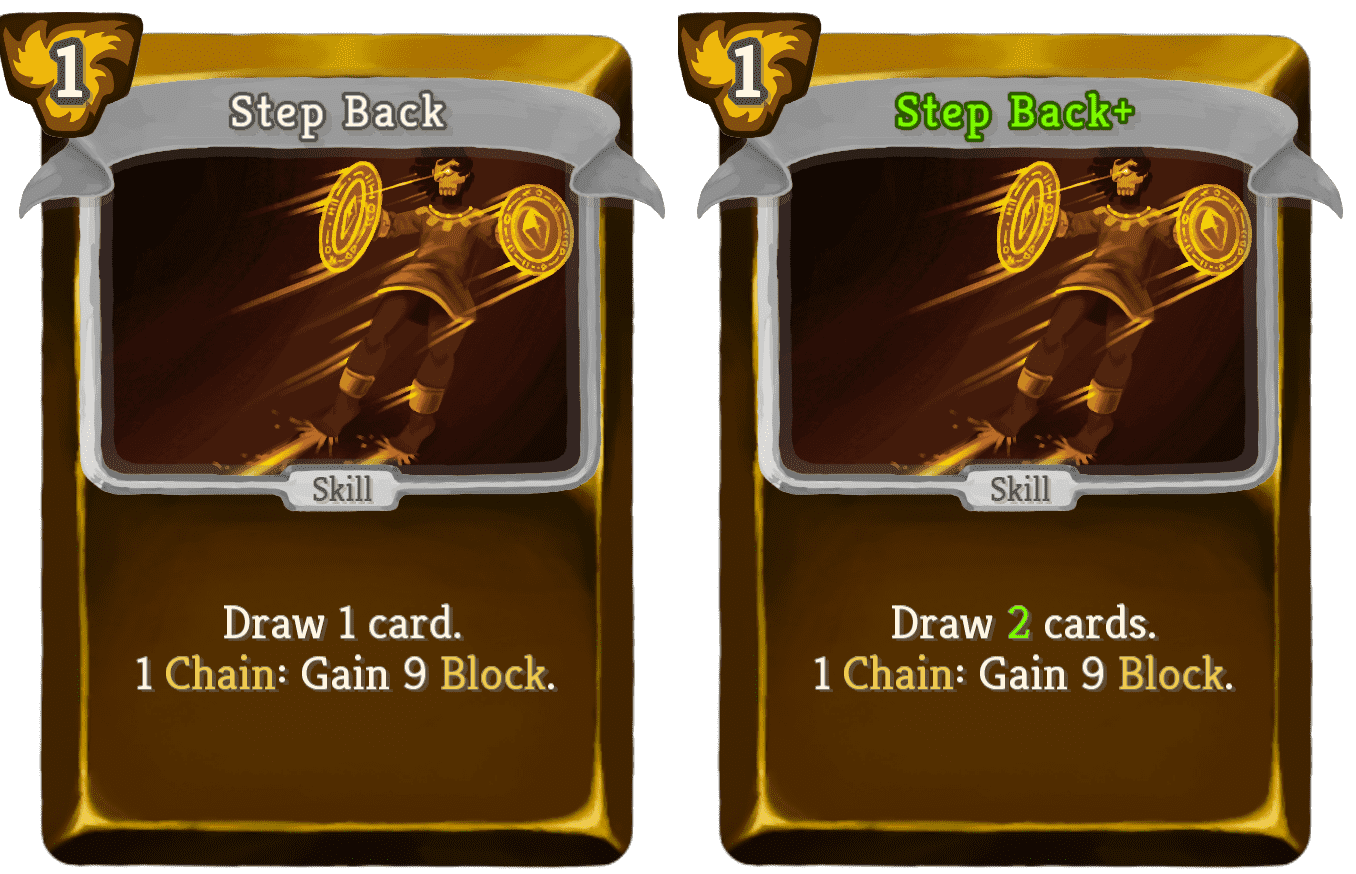 1
Step Back
Skill
Draw 1 card.
1 Chain: Gain 9 Block.
1
Step Back+
Skill
Draw 2 cards.
1 Chain: Gain 9 Block.